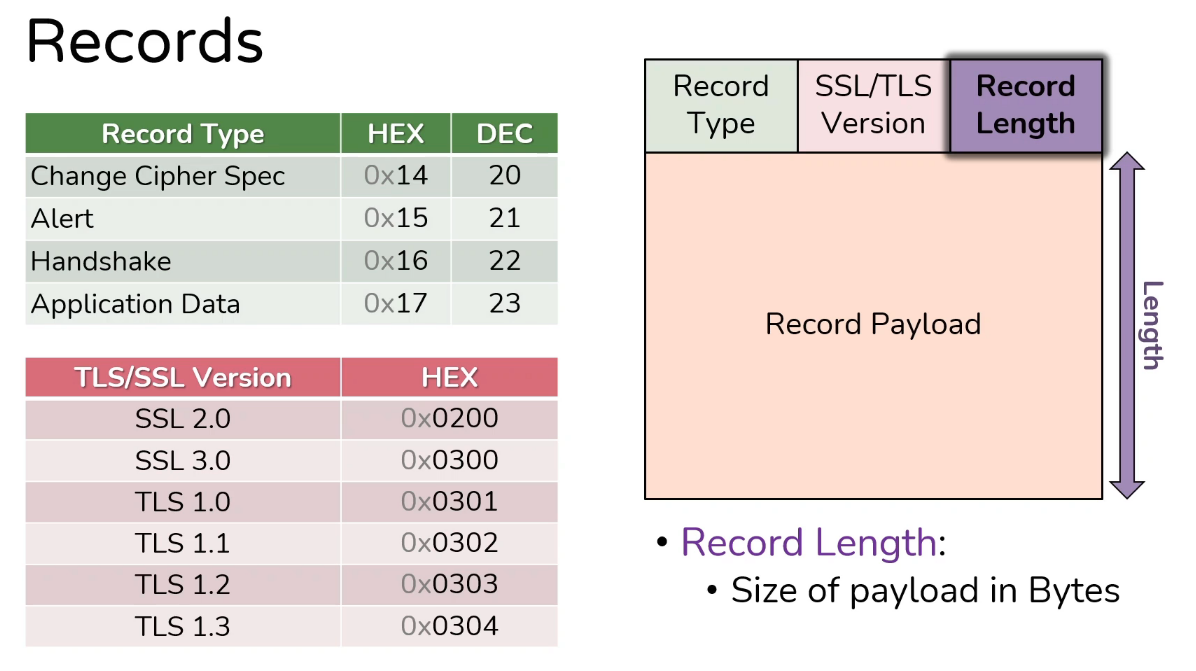 Records
Record Type HEX DEC
Change Cipher Spec 0x14 20
Alert 0x15 21
Handshake 0x16 22
Application Data 0x17 23
TLS/SSL Version HEX
SSL 2.0 0x0200
SSL 3.0 0x0300
TLS 1.0 0x0301
TLS 1.1 0x0302
TLS 1.2 0x0303
TLS 1.3 0x0304
Record
Type
SSL/TLS
Version
Record
Length
Record Payload
Length
• Record Length:
• Size of payload in Bytes